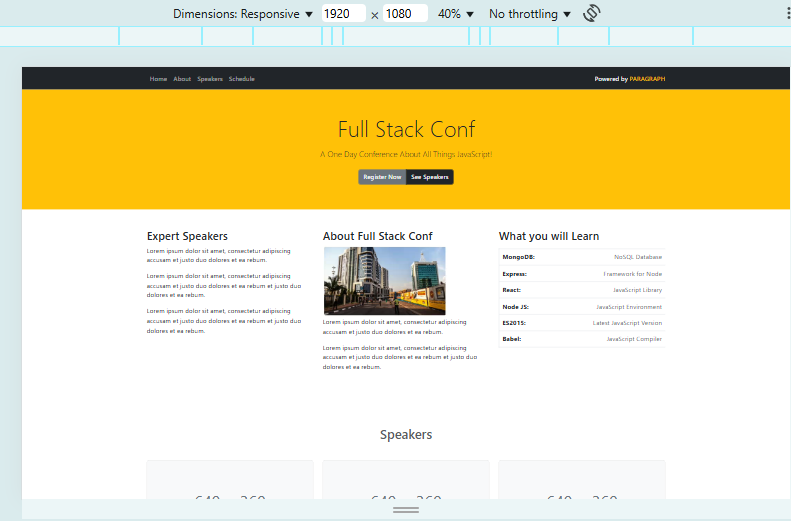 Dimensions: Responsive ▼ 1920 × 1080 40% ▼ No throttling ▼
Home About Speakers Schedule Powered by PARAGRAPH
Full Stack Conf
A One Day Conference About All Things JavaScript!
Register Now See Speakers
Expert Speakers
Lorem ipsum dolor sit amet, consectetur adipiscing
accusam et justo duo dolores et ea rebum.
Lorem ipsum dolor sit amet, consectetur adipiscing
accusam et justo duo dolores et ea rebum et justo duo
dolores et ea rebum.
Lorem ipsum dolor sit amet, consectetur adipiscing
accusam et justo duo dolores et ea rebum et justo duo
dolores et ea rebum.
About Full Stack Conf
Lorem ipsum dolor sit amet, consectetur adipiscing
accusam et justo duo dolores et ea rebum.
Lorem ipsum dolor sit amet, consectetur adipiscing
accusam et justo duo dolores et ea rebum et justo duo
dolores et ea rebum.
What you will Learn
MongoDB: NoSQL Database
Express: Framework for Node
React: JavaScript Library
Node JS: JavaScript Environment
ES2015: Latest JavaScript Version
Babel: JavaScript Compiler
Speakers